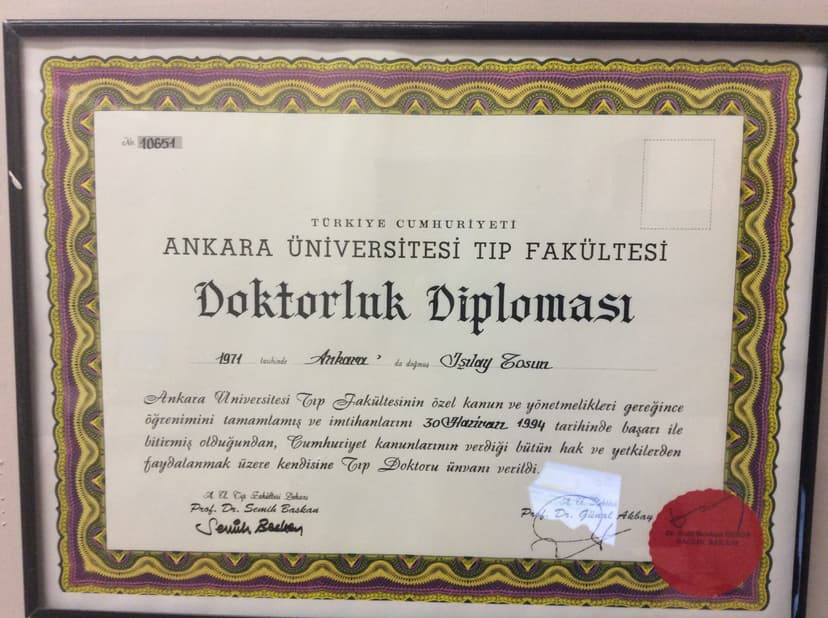 No. 10651
TÜRKİYE CUMHURİYETİ
ANKARA ÜNİVERSİTESİ TIP FAKÜLTESİ
Doktorluk Diploması
1971 tarihinde Ankara' da doğmuş Işılay Tosun
Ankara Üniversitesi Tıp Fakültesinin özel kanun ve yönetmelikleri gereğince
öğrenimini tamamlamış ve imtihanlarını 30 Haziran 1994 tarihinde başarı ile
bitirmiş olduğundan, Cumhuriyet kanunlarının verdiği bütün hak ve yetkilerden
faydalanmak üzere kendisine Tıp Doktoru ünvanı verildi.
A. Ü. Tıp Fakültesi Dekanı
Prof. Dr. Semih Baskan
Semih Baskan
A. Ü.
Prof. Dr. Günal Akbay